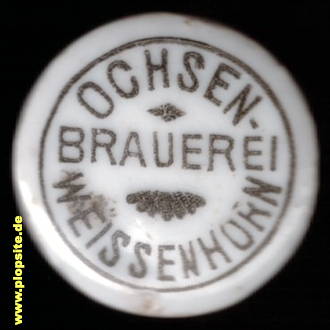 OCHSEN-
BRAUEREI
WEISSENHORN
www.plopsite.de